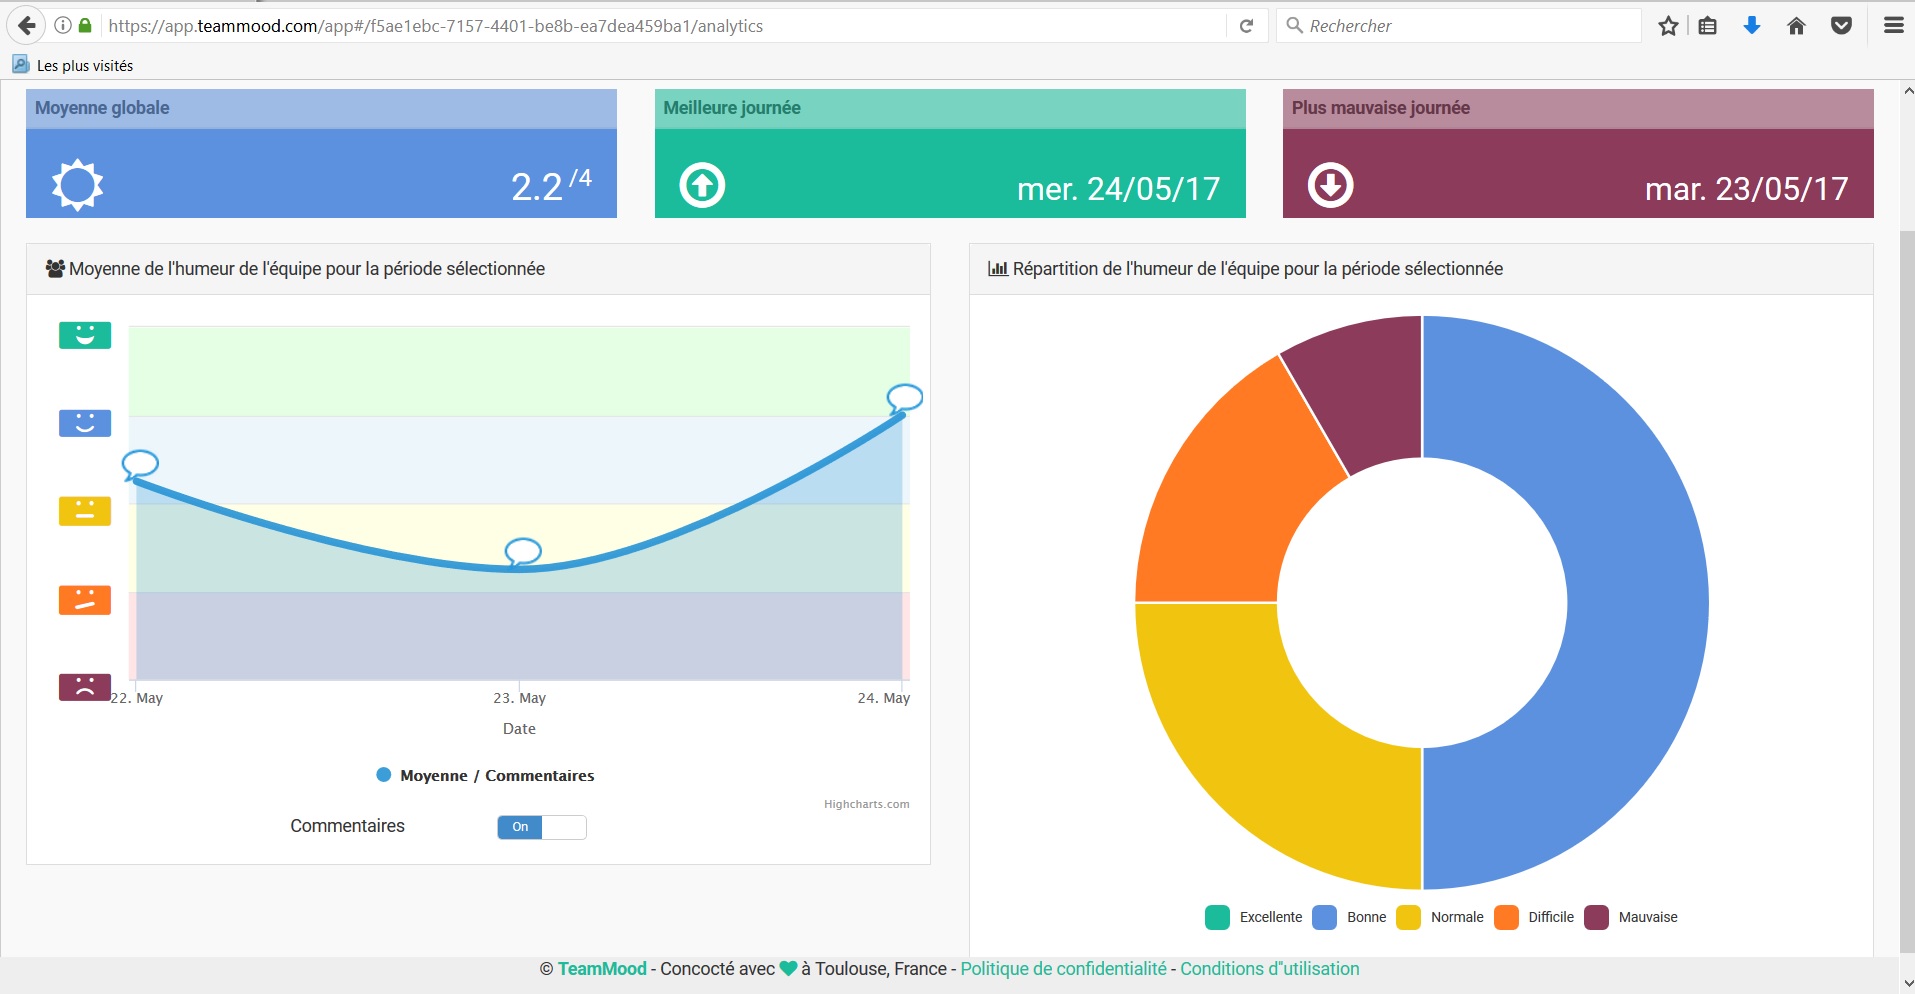 https://app.teammood.com/app#/f5ae1ebc-7157-4401-be8b-ea7dea459ba1/analytics
Rechercher
Les plus visités
Moyenne globale
2.2 /4
Meilleure journée
mer. 24/05/17
Plus mauvaise journée
mar. 23/05/17
Moyenne de l'humeur de l'équipe pour la période sélectionnée
22. May
23. May
24. May
Date
Moyenne / Commentaires
Highcharts.com
Commentaires
On
Répartition de l'humeur de l'équipe pour la période sélectionnée
Excellente
Bonne
Normale
Difficile
Mauvaise
© TeamMood - Concocté avec ♥ à Toulouse, France - Politique de confidentialité - Conditions d''utilisation